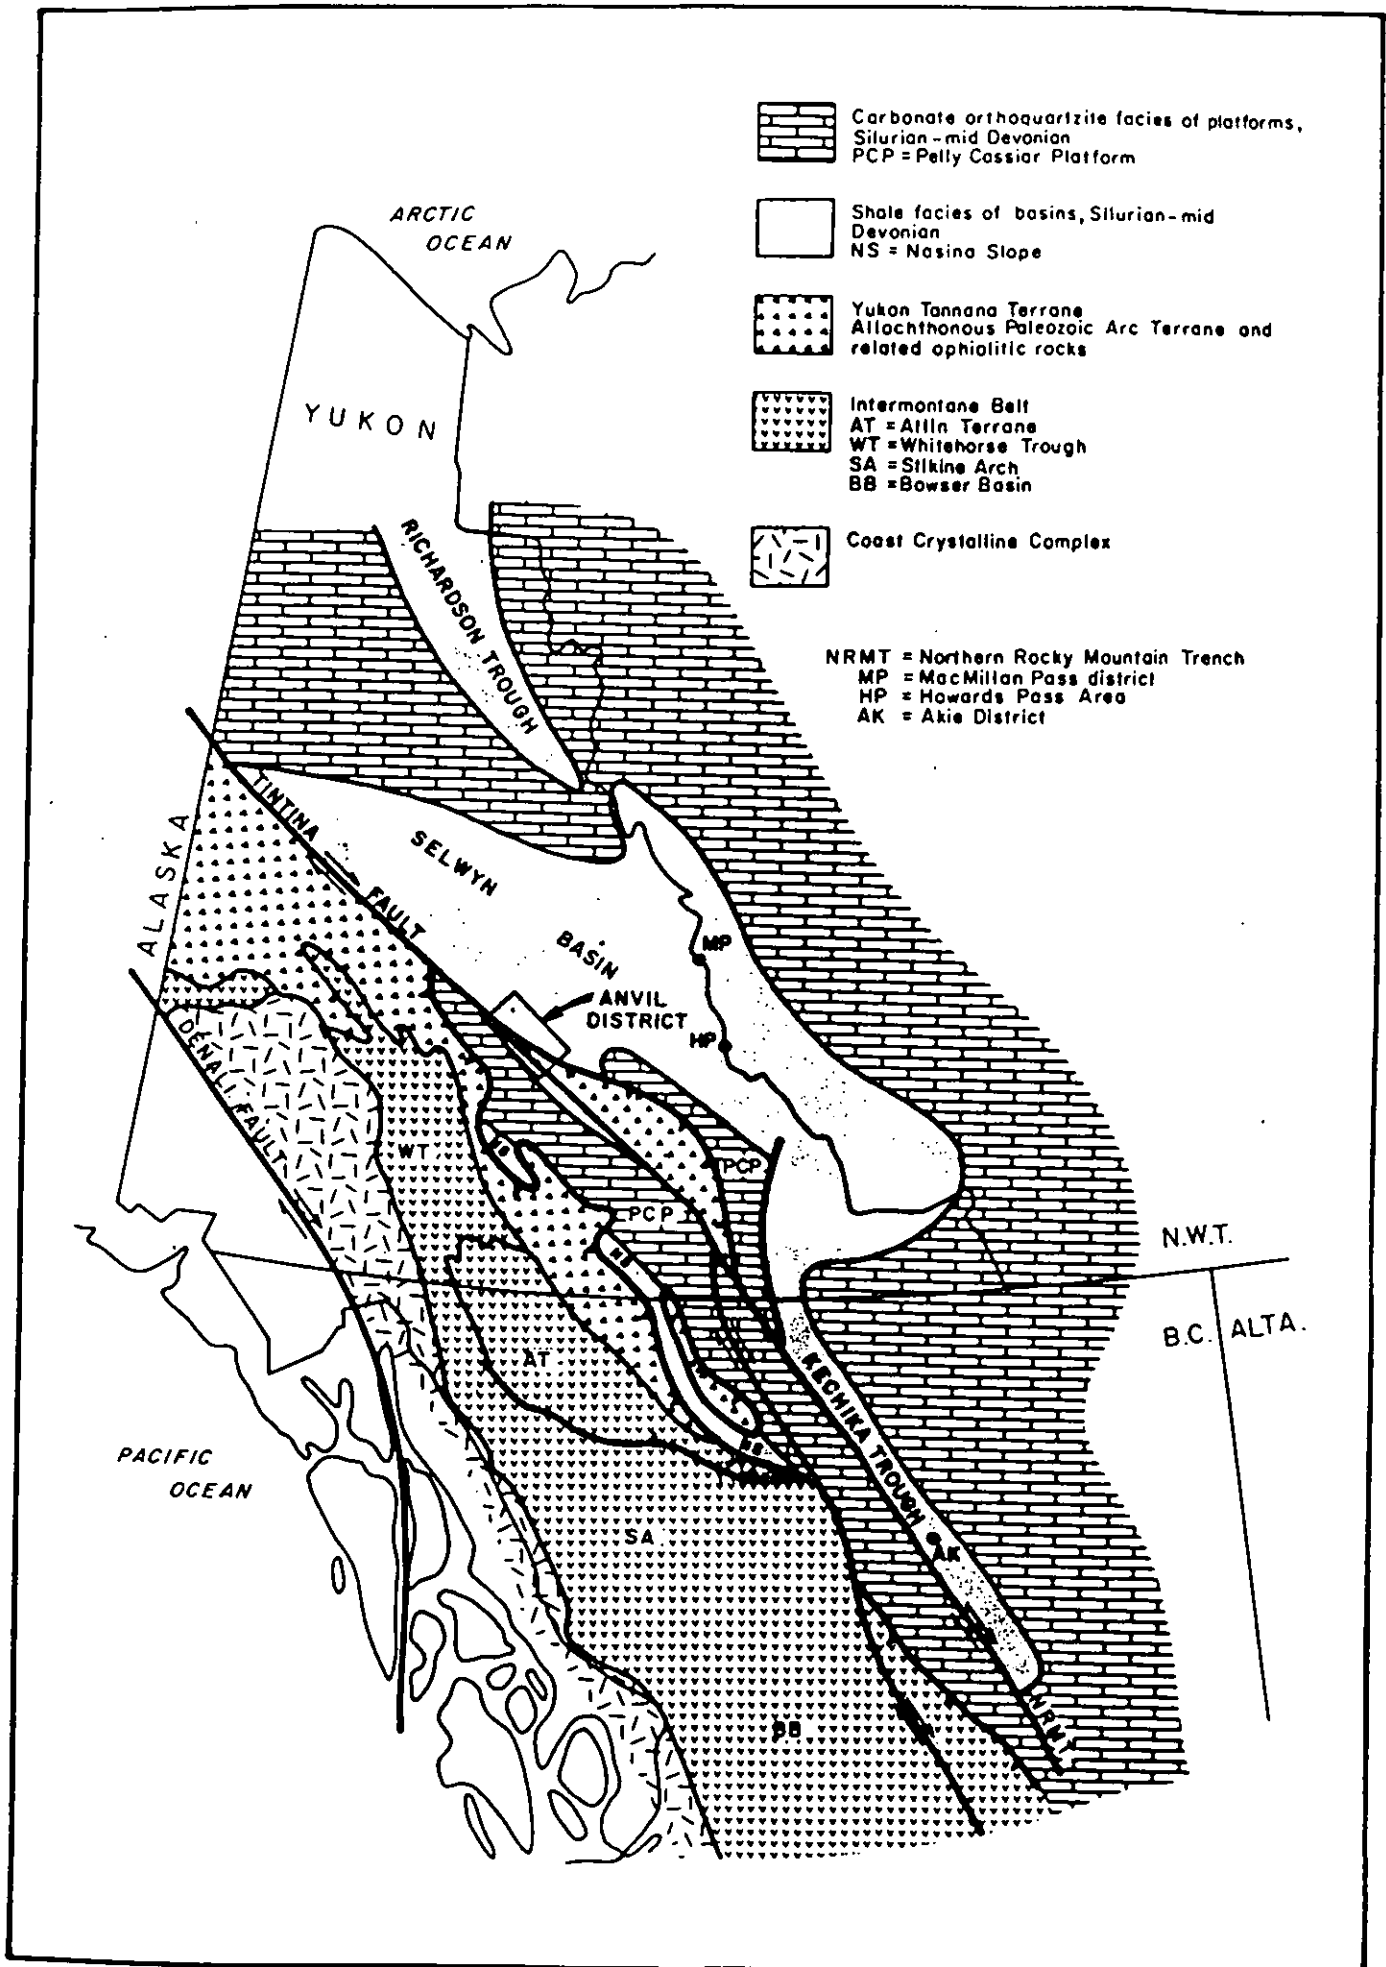 Carbonate orthoquartzite facies of platforms,
Silurian-mid Devonian
PCP = Pelly Cassiar Platform
Shale facies of basins, Silurian-mid
Devonian
NS = Nasina Slope
Yukon Tannana Terrane
Allochthonous Paleozoic Arc Terrane and
related ophiolitic rocks
Intermontane Belt
AT = Atlin Terrane
WT = Whitehorse Trough
SA = Stikine Arch
BB = Bowser Basin
Coast Crystalline Complex
NRMT = Northern Rocky Mountain Trench
MP = MacMillan Pass district
HP = Howards Pass Area
AK = Akie District
ARCTIC
OCEAN
YUKON
RICHARDSON TROUGH
ALASKA
TINTINA FAULT
SELWYN
BASIN
MP
ANVIL
DISTRICT
HP
DENALI FAULT
WT
NS
PCP
PCP
NS
N.W.T.
B.C.
ALTA.
AT
KECHIKA TROUGH
NS
PACIFIC
OCEAN
SA
AK
BB
NRMT